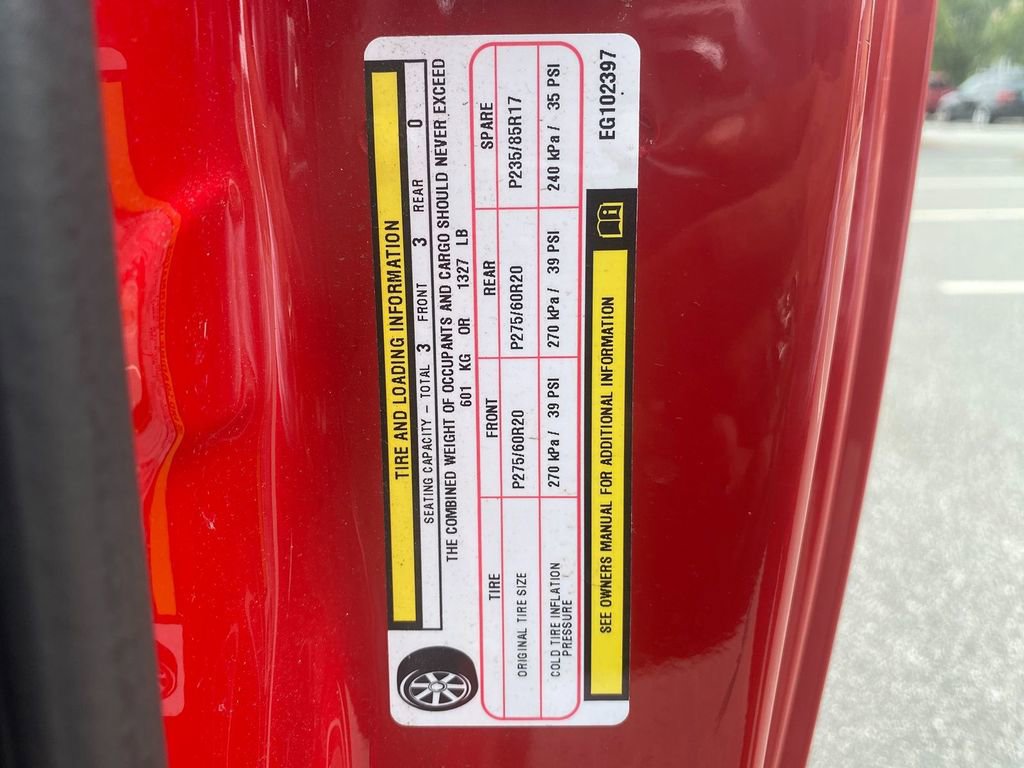 TIRE AND LOADING INFORMATION
SEATING CAPACITY – TOTAL 3 FRONT 3 REAR 0
THE COMBINED WEIGHT OF OCCUPANTS AND CARGO SHOULD NEVER EXCEED
601 KG OR 1327 LB
TIRE FRONT REAR SPARE
ORIGINAL TIRE SIZE P275/60R20 P275/60R20 P235/85R17
COLD TIRE INFLATION PRESSURE 270 kPa/ 39 PSI 270 kPa/ 39 PSI 240 kPa/ 35 PSI
SEE OWNERS MANUAL FOR ADDITIONAL INFORMATION
EG102397